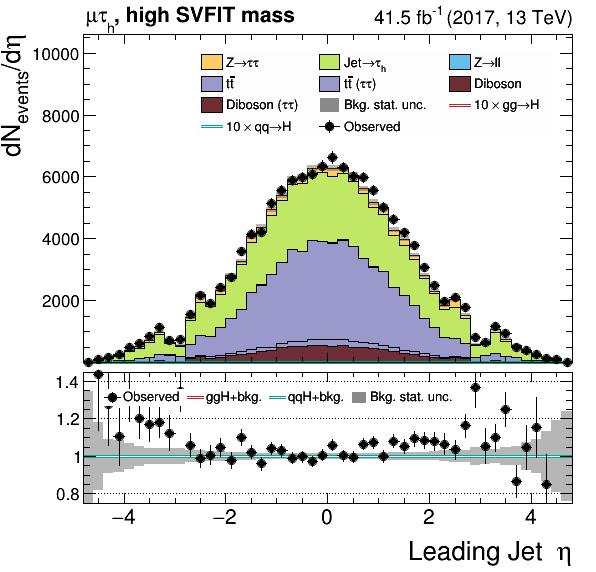 μτh, high SVFIT mass 41.5 fb-1 (2017, 13 TeV)
dNevents/dη
10000
8000
6000
4000
2000
Z→ττ Jet→τh Z→ll
tt̄ tt̄ (ττ) Diboson
Diboson (ττ) Bkg. stat. unc. 10 × gg→H
10 × qq→H Observed
1.4
1.2
1
0.8
Observed ggH+bkg. qqH+bkg. Bkg. stat. unc.
−4 −2 0 2 4
Leading Jet η